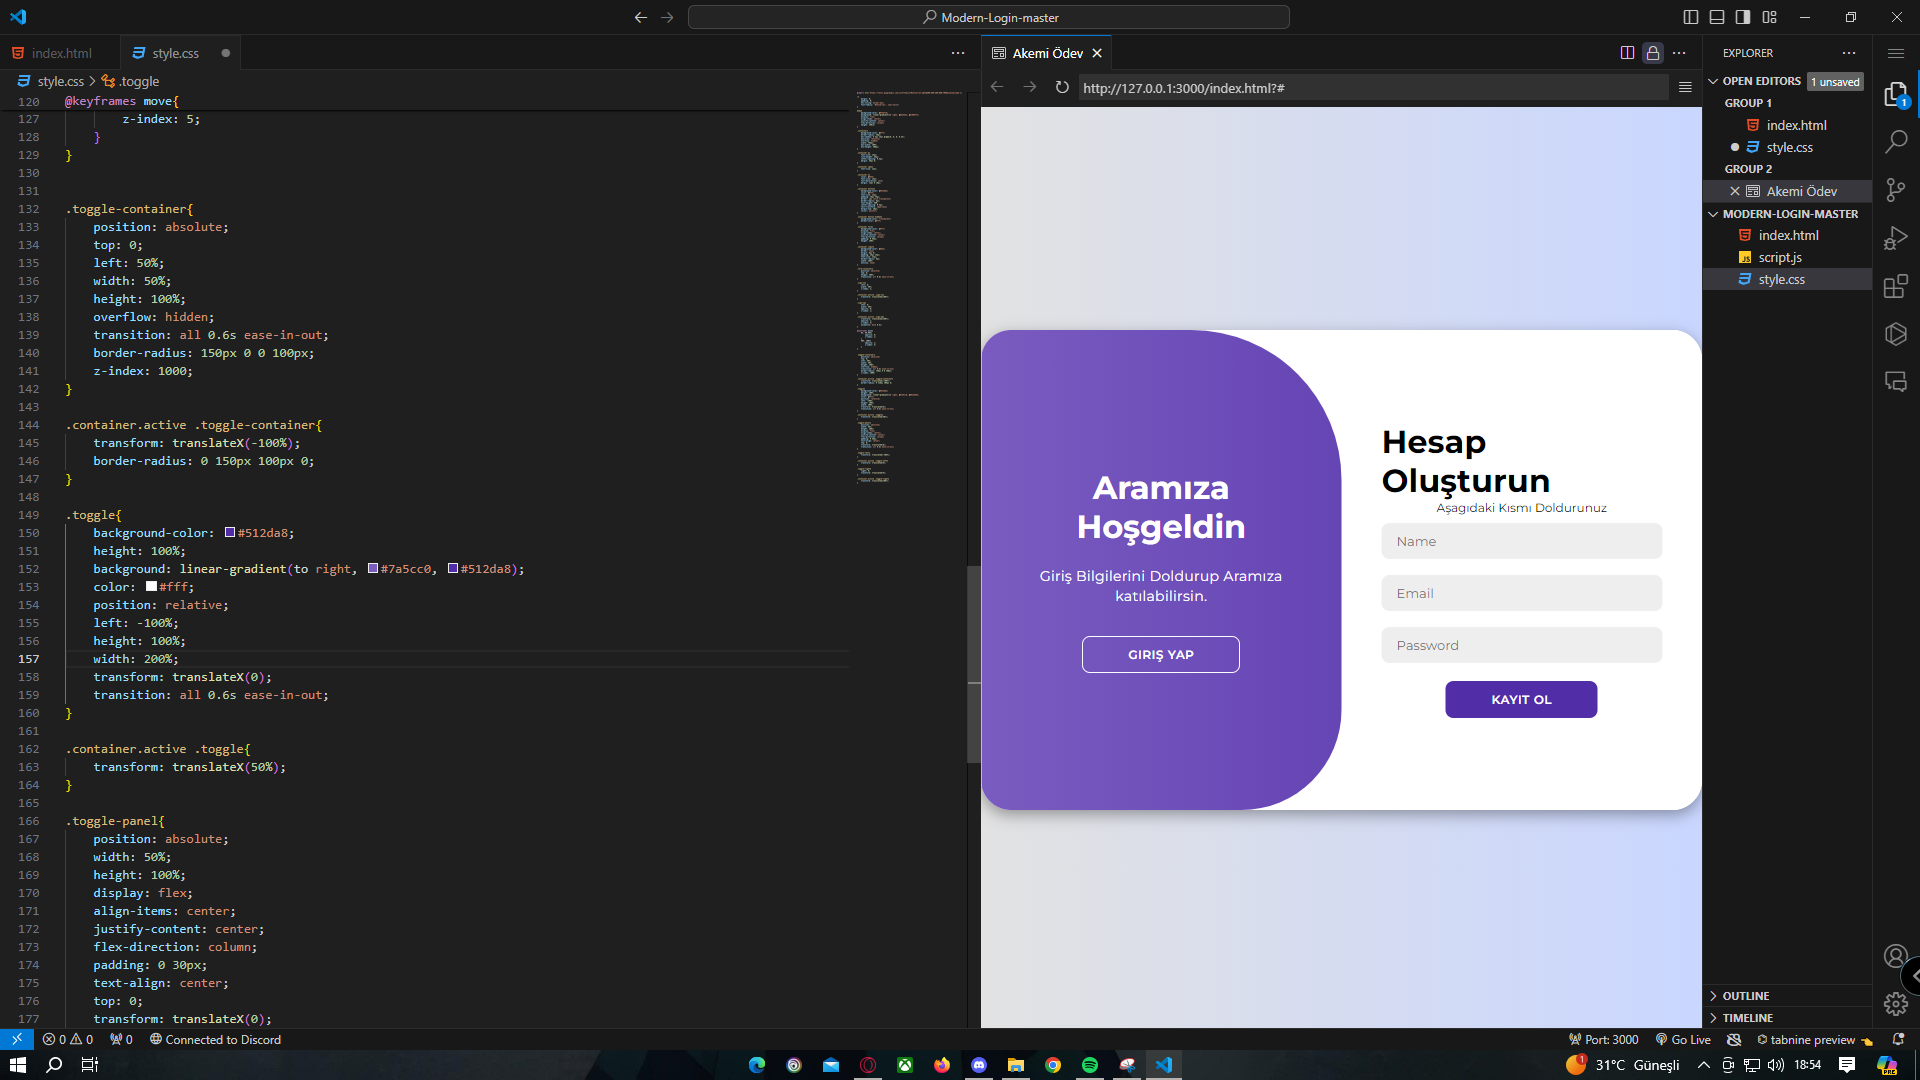 Modern-Login-master
index.html
style.css
style.css > .toggle
120 @keyframes move{
127 z-index: 5;
128 }
129 }
130
131
132 .toggle-container{
133 position: absolute;
134 top: 0;
135 left: 50%;
136 width: 50%;
137 height: 100%;
138 overflow: hidden;
139 transition: all 0.6s ease-in-out;
140 border-radius: 150px 0 0 100px;
141 z-index: 1000;
142 }
143
144 .container.active .toggle-container{
145 transform: translateX(-100%);
146 border-radius: 0 150px 100px 0;
147 }
148
149 .toggle{
150 background-color: #512da8;
151 height: 100%;
152 background: linear-gradient(to right, #7a5cc0, #512da8);
153 color: #fff;
154 position: relative;
155 left: -100%;
156 height: 100%;
157 width: 200%;
158 transform: translateX(0);
159 transition: all 0.6s ease-in-out;
160 }
161
162 .container.active .toggle{
163 transform: translateX(50%);
164 }
165
166 .toggle-panel{
167 position: absolute;
168 width: 50%;
169 height: 100%;
170 display: flex;
171 align-items: center;
172 justify-content: center;
173 flex-direction: column;
174 padding: 0 30px;
175 text-align: center;
176 top: 0;
177 transform: translateX(0);
Akemi Ödev
http://127.0.0.1:3000/index.html?#
Aramıza
Hoşgeldin
Giriş Bilgilerini Doldurup Aramıza
katılabilirsin.
GIRIŞ YAP
Hesap
Oluşturun
Aşagıdaki Kısmı Doldurunuz
Name
Email
Password
KAYIT OL
EXPLORER
OPEN EDITORS 1 unsaved
GROUP 1
index.html
style.css
GROUP 2
Akemi Ödev
MODERN-LOGIN-MASTER
index.html
JS script.js
style.css
1
OUTLINE
TIMELINE
0 0 0 Connected to Discord
Port: 3000 Go Live tabnine preview
1 31°C Güneşli 18:54
PRE